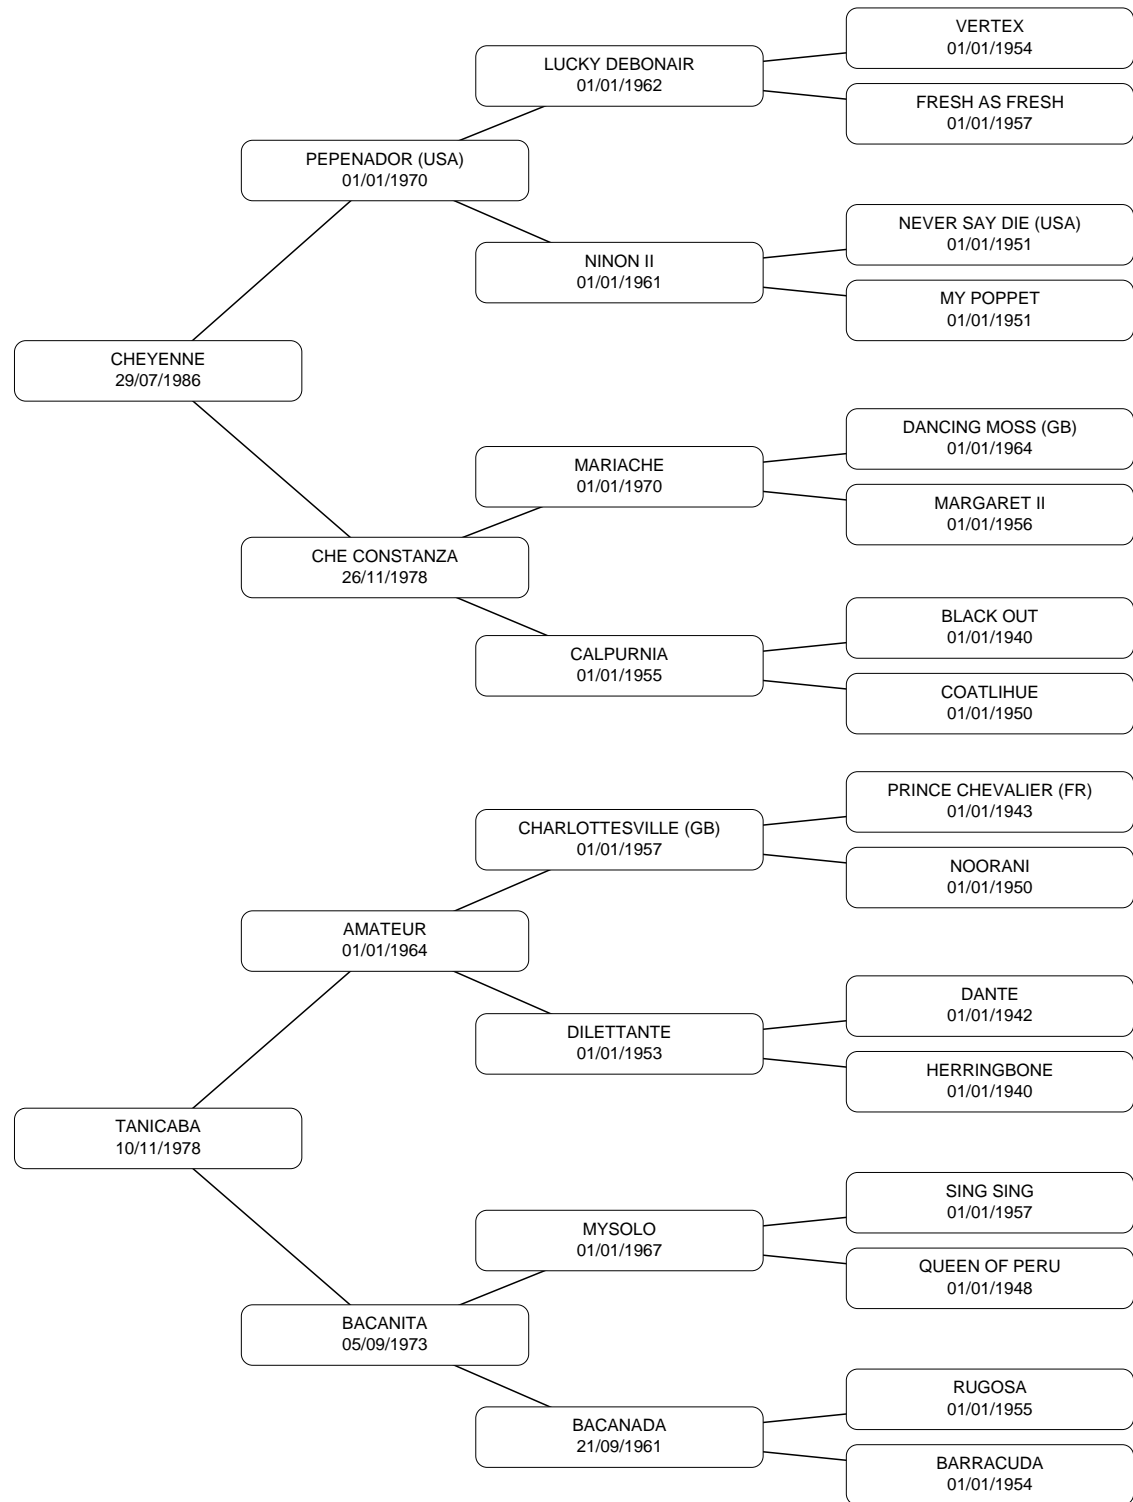 VERTEX
01/01/1954
LUCKY DEBONAIR
01/01/1962
FRESH AS FRESH
01/01/1957
PEPENADOR (USA)
01/01/1970
NEVER SAY DIE (USA)
01/01/1951
NINON II
01/01/1961
MY POPPET
01/01/1951
CHEYENNE
29/07/1986
DANCING MOSS (GB)
01/01/1964
MARIACHE
01/01/1970
MARGARET II
01/01/1956
CHE CONSTANZA
26/11/1978
BLACK OUT
01/01/1940
CALPURNIA
01/01/1955
COATLIHUE
01/01/1950
PRINCE CHEVALIER (FR)
01/01/1943
CHARLOTTESVILLE (GB)
01/01/1957
NOORANI
01/01/1950
AMATEUR
01/01/1964
DANTE
01/01/1942
DILETTANTE
01/01/1953
HERRINGBONE
01/01/1940
TANICABA
10/11/1978
SING SING
01/01/1957
MYSOLO
01/01/1967
QUEEN OF PERU
01/01/1948
BACANITA
05/09/1973
RUGOSA
01/01/1955
BACANADA
21/09/1961
BARRACUDA
01/01/1954